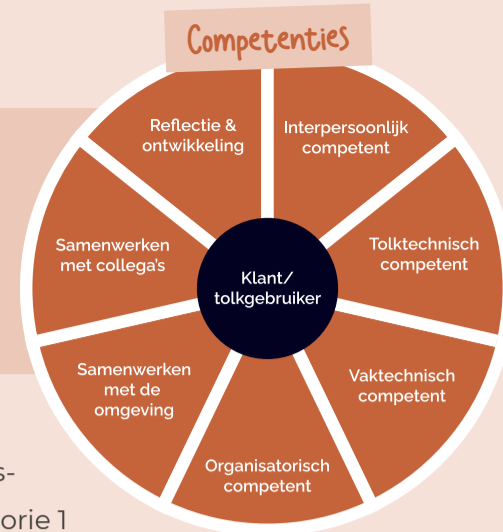 Competenties
Reflectie &
ontwikkeling
Interpersoonlijk
competent
Tolktechnisch
competent
Vaktechnisch
competent
Organisatorisch
competent
Samenwerken
met de
omgeving
Samenwerken
met collega's
Klant/
tolkgebruiker
s-
orie 1